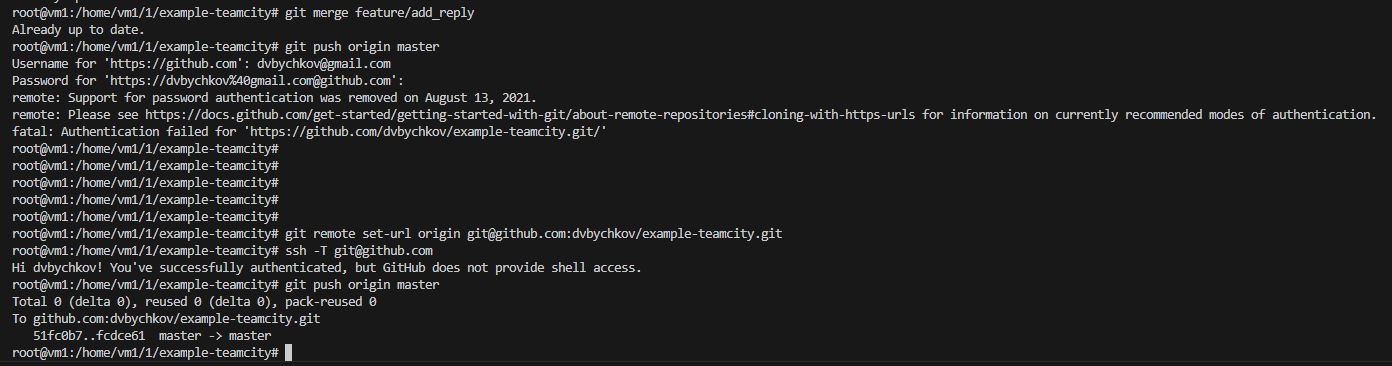 root@vm1:/home/vm1/1/example-teamcity# git merge feature/add_reply
Already up to date.
root@vm1:/home/vm1/1/example-teamcity# git push origin master
Username for 'https://github.com': dvbychkov@gmail.com
Password for 'https://dvbychkov%40gmail.com@github.com':
remote: Support for password authentication was removed on August 13, 2021.
remote: Please see https://docs.github.com/get-started/getting-started-with-git/about-remote-repositories#cloning-with-https-urls for information on currently recommended modes of authentication.
fatal: Authentication failed for 'https://github.com/dvbychkov/example-teamcity.git/'
root@vm1:/home/vm1/1/example-teamcity#
root@vm1:/home/vm1/1/example-teamcity#
root@vm1:/home/vm1/1/example-teamcity#
root@vm1:/home/vm1/1/example-teamcity#
root@vm1:/home/vm1/1/example-teamcity#
root@vm1:/home/vm1/1/example-teamcity# git remote set-url origin git@github.com:dvbychkov/example-teamcity.git
root@vm1:/home/vm1/1/example-teamcity# ssh -T git@github.com
Hi dvbychkov! You've successfully authenticated, but GitHub does not provide shell access.
root@vm1:/home/vm1/1/example-teamcity# git push origin master
Total 0 (delta 0), reused 0 (delta 0), pack-reused 0
To github.com:dvbychkov/example-teamcity.git
   51fc0b7..fcdce61  master -> master
root@vm1:/home/vm1/1/example-teamcity#